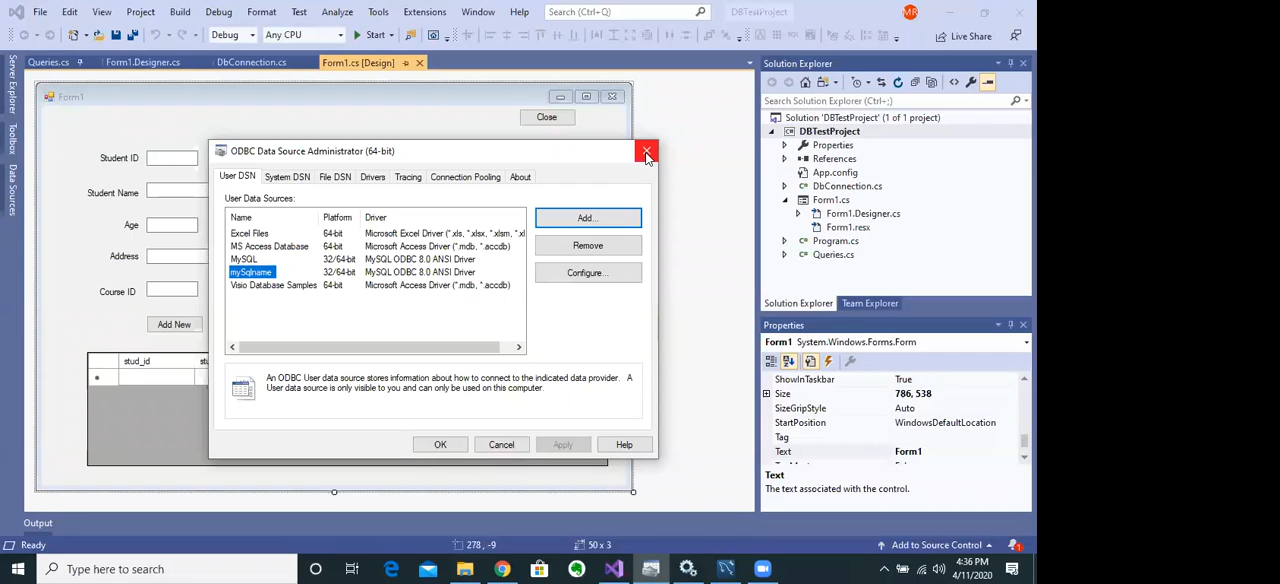 File Edit View Project Build Debug Format Test Analyze Tools Extensions Window Help Search (Ctrl+;) DBTestProject MR
Debug Any CPU Start Live Share
Queries.cs Form1.Designer.cs DbConnection.cs Form1.cs [Design]
Server Explorer
Toolbox
Data Sources
Form1
Close
Student ID
Student Name
Age
Address
Course ID
Add New
stud_id
ODBC Data Source Administrator (64-bit)
User DSN System DSN File DSN Drivers Tracing Connection Pooling About
User Data Sources:
Name Platform Driver
Excel Files 64-bit Microsoft Excel Driver (*.xls, *.xlsx, *.xlsm, *.xl
MS Access Database 64-bit Microsoft Access Driver (*.mdb, *.accdb)
MySQL 32/64-bit MySQL ODBC 8.0 ANSI Driver
mySqlname 32/64-bit MySQL ODBC 8.0 ANSI Driver
Visio Database Samples 64-bit Microsoft Access Driver (*.mdb, *.accdb)
Add...
Remove
Configure...
An ODBC User data source stores information about how to connect to the indicated data provider. A
User data source is only visible to you and can only be used on this computer.
OK Cancel Apply Help
Solution Explorer
Search Solution Explorer (Ctrl+;)
Solution 'DBTestProject' (1 of 1 project)
DBTestProject
Properties
References
App.config
DbConnection.cs
Form1.cs
Form1.Designer.cs
Form1.resx
Program.cs
Queries.cs
Solution Explorer Team Explorer
Properties
Form1 System.Windows.Forms.Form
ShowInTaskbar True
Size 786, 538
SizeGripStyle Auto
StartPosition WindowsDefaultLocation
Tag
Text Form1
Text
The text associated with the control.
Output
Ready 278 , -9 50 x 3 Add to Source Control 1
Type here to search
4:36 PM
4/11/2020